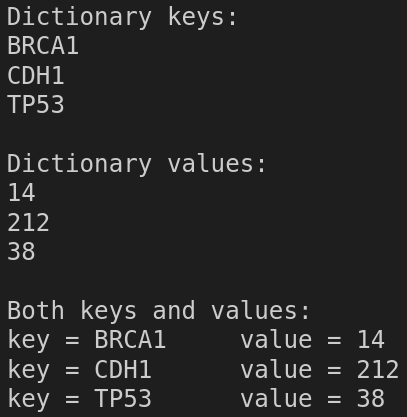 Dictionary keys:
BRCA1
CDH1
TP53

Dictionary values:
14
212
38

Both keys and values:
key = BRCA1     value = 14
key = CDH1      value = 212
key = TP53      value = 38